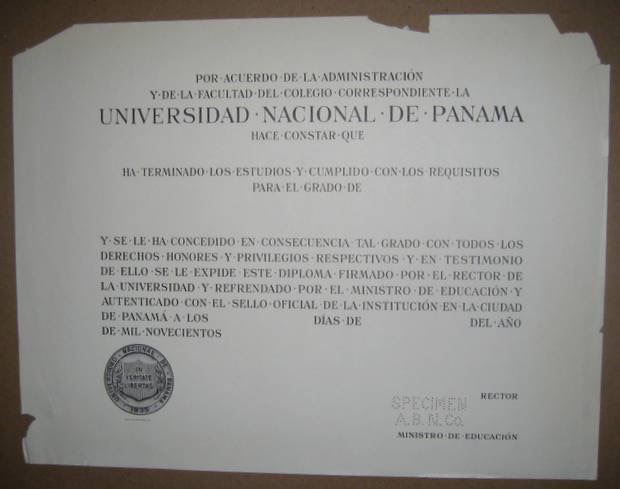 POR·ACUERDO·DE·LA·ADMINISTRACIÓN
Y·DE·LA·FACULTAD·DEL·COLEGIO·CORRESPONDIENTE·LA
UNIVERSIDAD·NACIONAL·DE·PANAMA
HACE·CONSTAR·QUE
HA·TERMINADO·LOS·ESTUDIOS·Y·CUMPLIDO·CON·LOS·REQUISITOS
PARA·EL·GRADO·DE
Y·SE·LE·HA·CONCEDIDO·EN·CONSECUENCIA·TAL·GRADO·CON·TODOS·LOS
DERECHOS·HONORES·Y·PRIVILEGIOS·RESPECTIVOS·Y·EN·TESTIMONIO
DE·ELLO·SE·LE·EXPIDE·ESTE·DIPLOMA·FIRMADO·POR·EL·RECTOR·DE
LA·UNIVERSIDAD·Y·REFRENDADO·POR·EL·MINISTRO·DE·EDUCACIÓN·Y
AUTENTICADO·CON·EL·SELLO·OFICIAL·DE·LA·INSTITUCIÓN·EN·LA·CIUDAD
DE·PANAMÁ·A·LOS DÍAS·DE DEL·AÑO
DE·MIL·NOVECIENTOS
UNIVERSIDAD·NACIONAL·DE·PANAMA
IN
VERITATE
LIBERTAS
1935
RECTOR
SPECIMEN
A.B.N.Co.
MINISTRO·DE·EDUCACIÓN